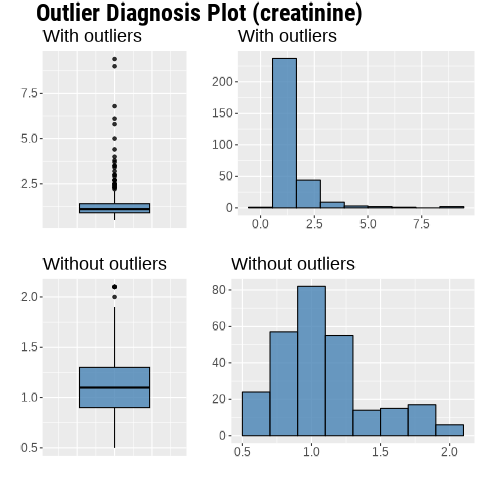 Outlier Diagnosis Plot (creatinine)
With outliers
7.5
5.0
2.5
With outliers
200
150
100
50
0
0.0 2.5 5.0 7.5
Without outliers
2.0
1.5
1.0
0.5
Without outliers
80
60
40
20
0
0.5 1.0 1.5 2.0